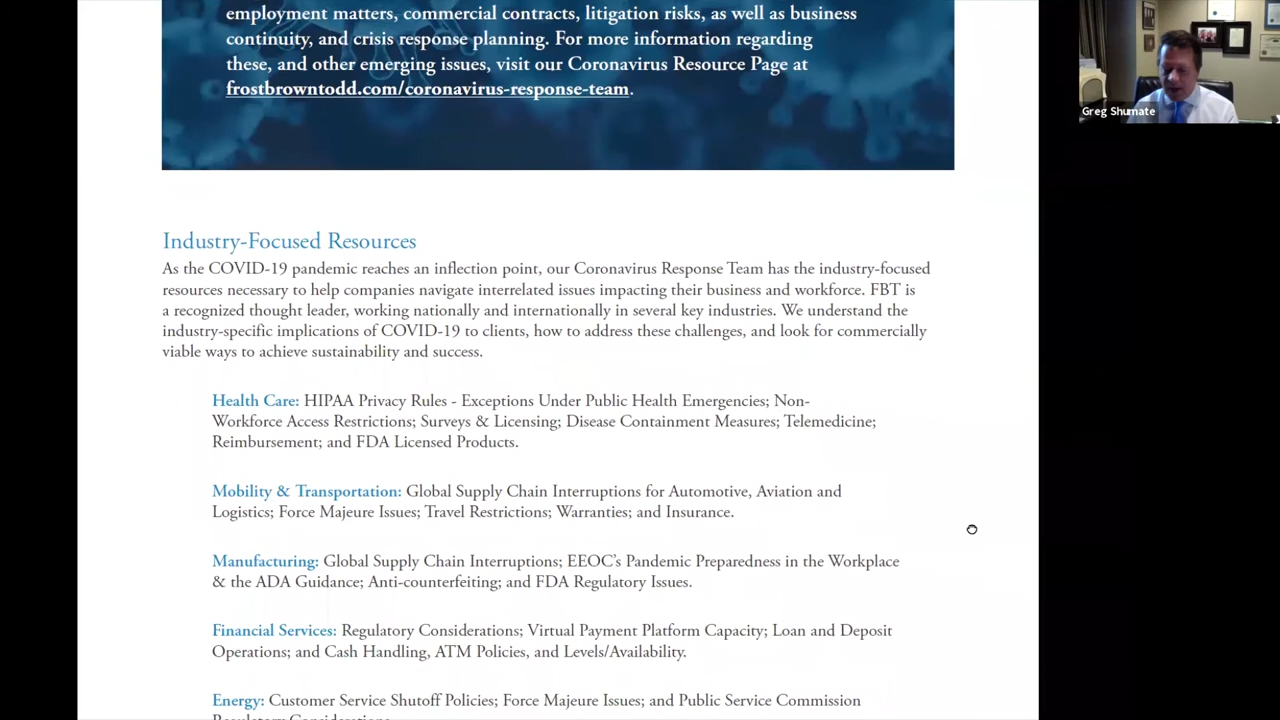 employment matters, commercial contracts, litigation risks, as well as business
continuity, and crisis response planning. For more information regarding
these, and other emerging issues, visit our Coronavirus Resource Page at
frostbrowntodd.com/coronavirus-response-team.
Greg Shumate
Industry-Focused Resources
As the COVID-19 pandemic reaches an inflection point, our Coronavirus Response Team has the industry-focused
resources necessary to help companies navigate interrelated issues impacting their business and workforce. FBT is
a recognized thought leader, working nationally and internationally in several key industries. We understand the
industry-specific implications of COVID-19 to clients, how to address these challenges, and look for commercially
viable ways to achieve sustainability and success.
Health Care: HIPAA Privacy Rules - Exceptions Under Public Health Emergencies; Non-
Workforce Access Restrictions; Surveys & Licensing; Disease Containment Measures; Telemedicine;
Reimbursement; and FDA Licensed Products.
Mobility & Transportation: Global Supply Chain Interruptions for Automotive, Aviation and
Logistics; Force Majeure Issues; Travel Restrictions; Warranties; and Insurance.
Manufacturing: Global Supply Chain Interruptions; EEOC's Pandemic Preparedness in the Workplace
& the ADA Guidance; Anti-counterfeiting; and FDA Regulatory Issues.
Financial Services: Regulatory Considerations; Virtual Payment Platform Capacity; Loan and Deposit
Operations; and Cash Handling, ATM Policies, and Levels/Availability.
Energy: Customer Service Shutoff Policies; Force Majeure Issues; and Public Service Commission